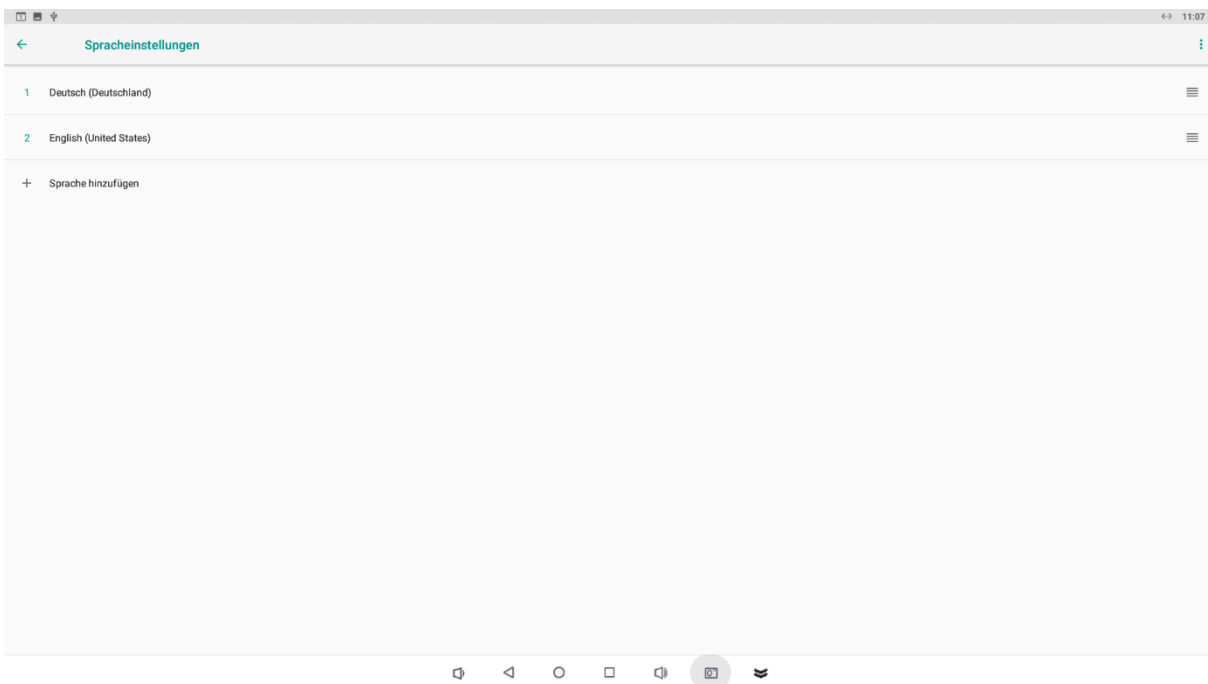 11:07
Spracheinstellungen
1 Deutsch (Deutschland)
2 English (United States)
Sprache hinzufügen